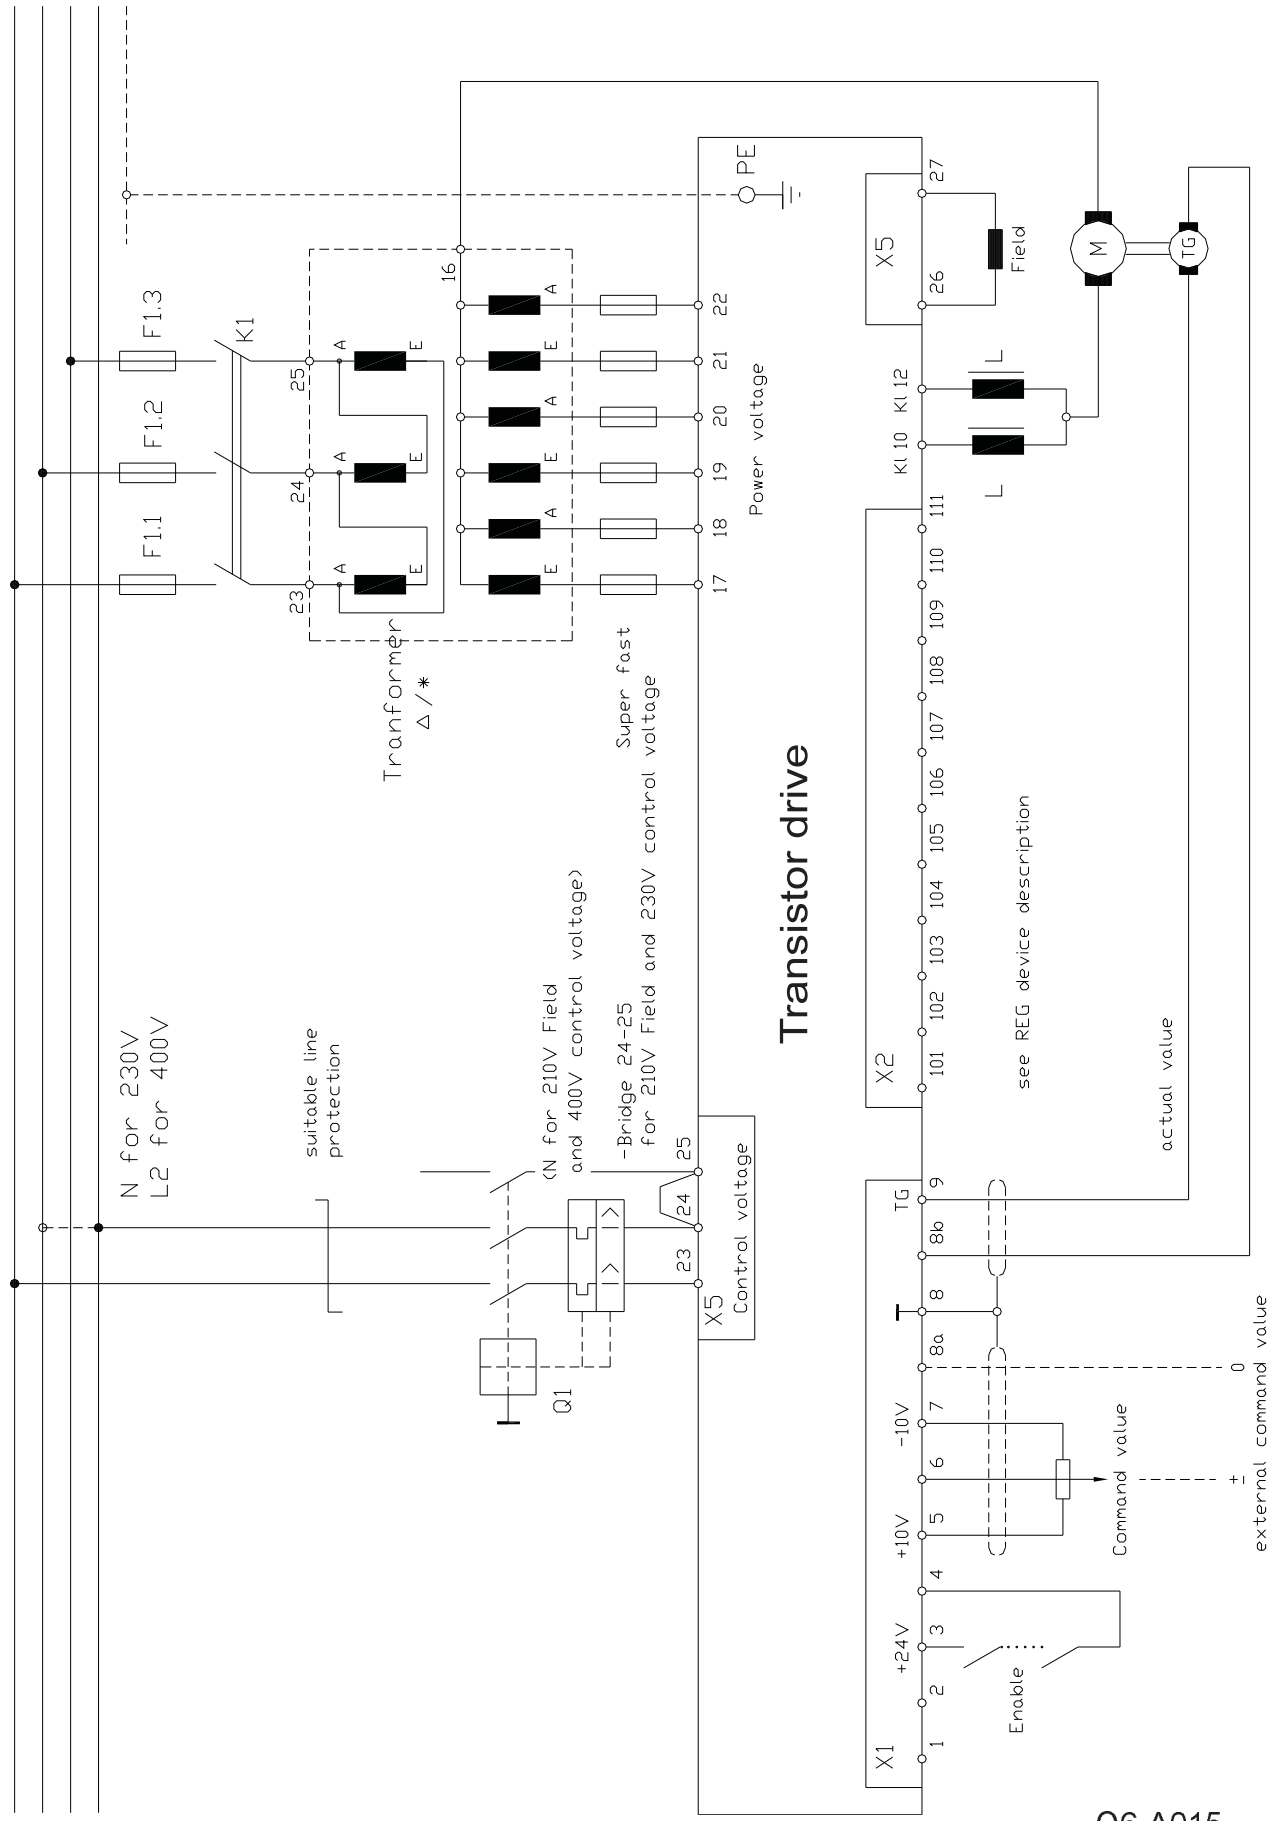 N for 230V
L2 for 400V
suitable line
protection
Q1
(N for 210V Field
and 400V control voltage)
-Bridge 24-25
for 210V Field and 230V control voltage
X5
23
24
25
Control voltage
F1.1
F1.2
F1.3
K1
23
24
25
A
A
A
E
E
E
Tranformer
Δ/*
16
E
A
E
A
E
A
Super fast
17
18
19
20
21
22
Power voltage
PE
Transistor drive
X1
+24V
+10V
-10V
TG
1
2
3
4
5
6
7
8a
8
8b
9
X2
101
102
103
104
105
106
107
108
109
110
111
Kl 10
Kl 12
X5
26
27
L
L
Field
M
TG
Enable
see REG device description
Command value
actual value
+-
0
external command value